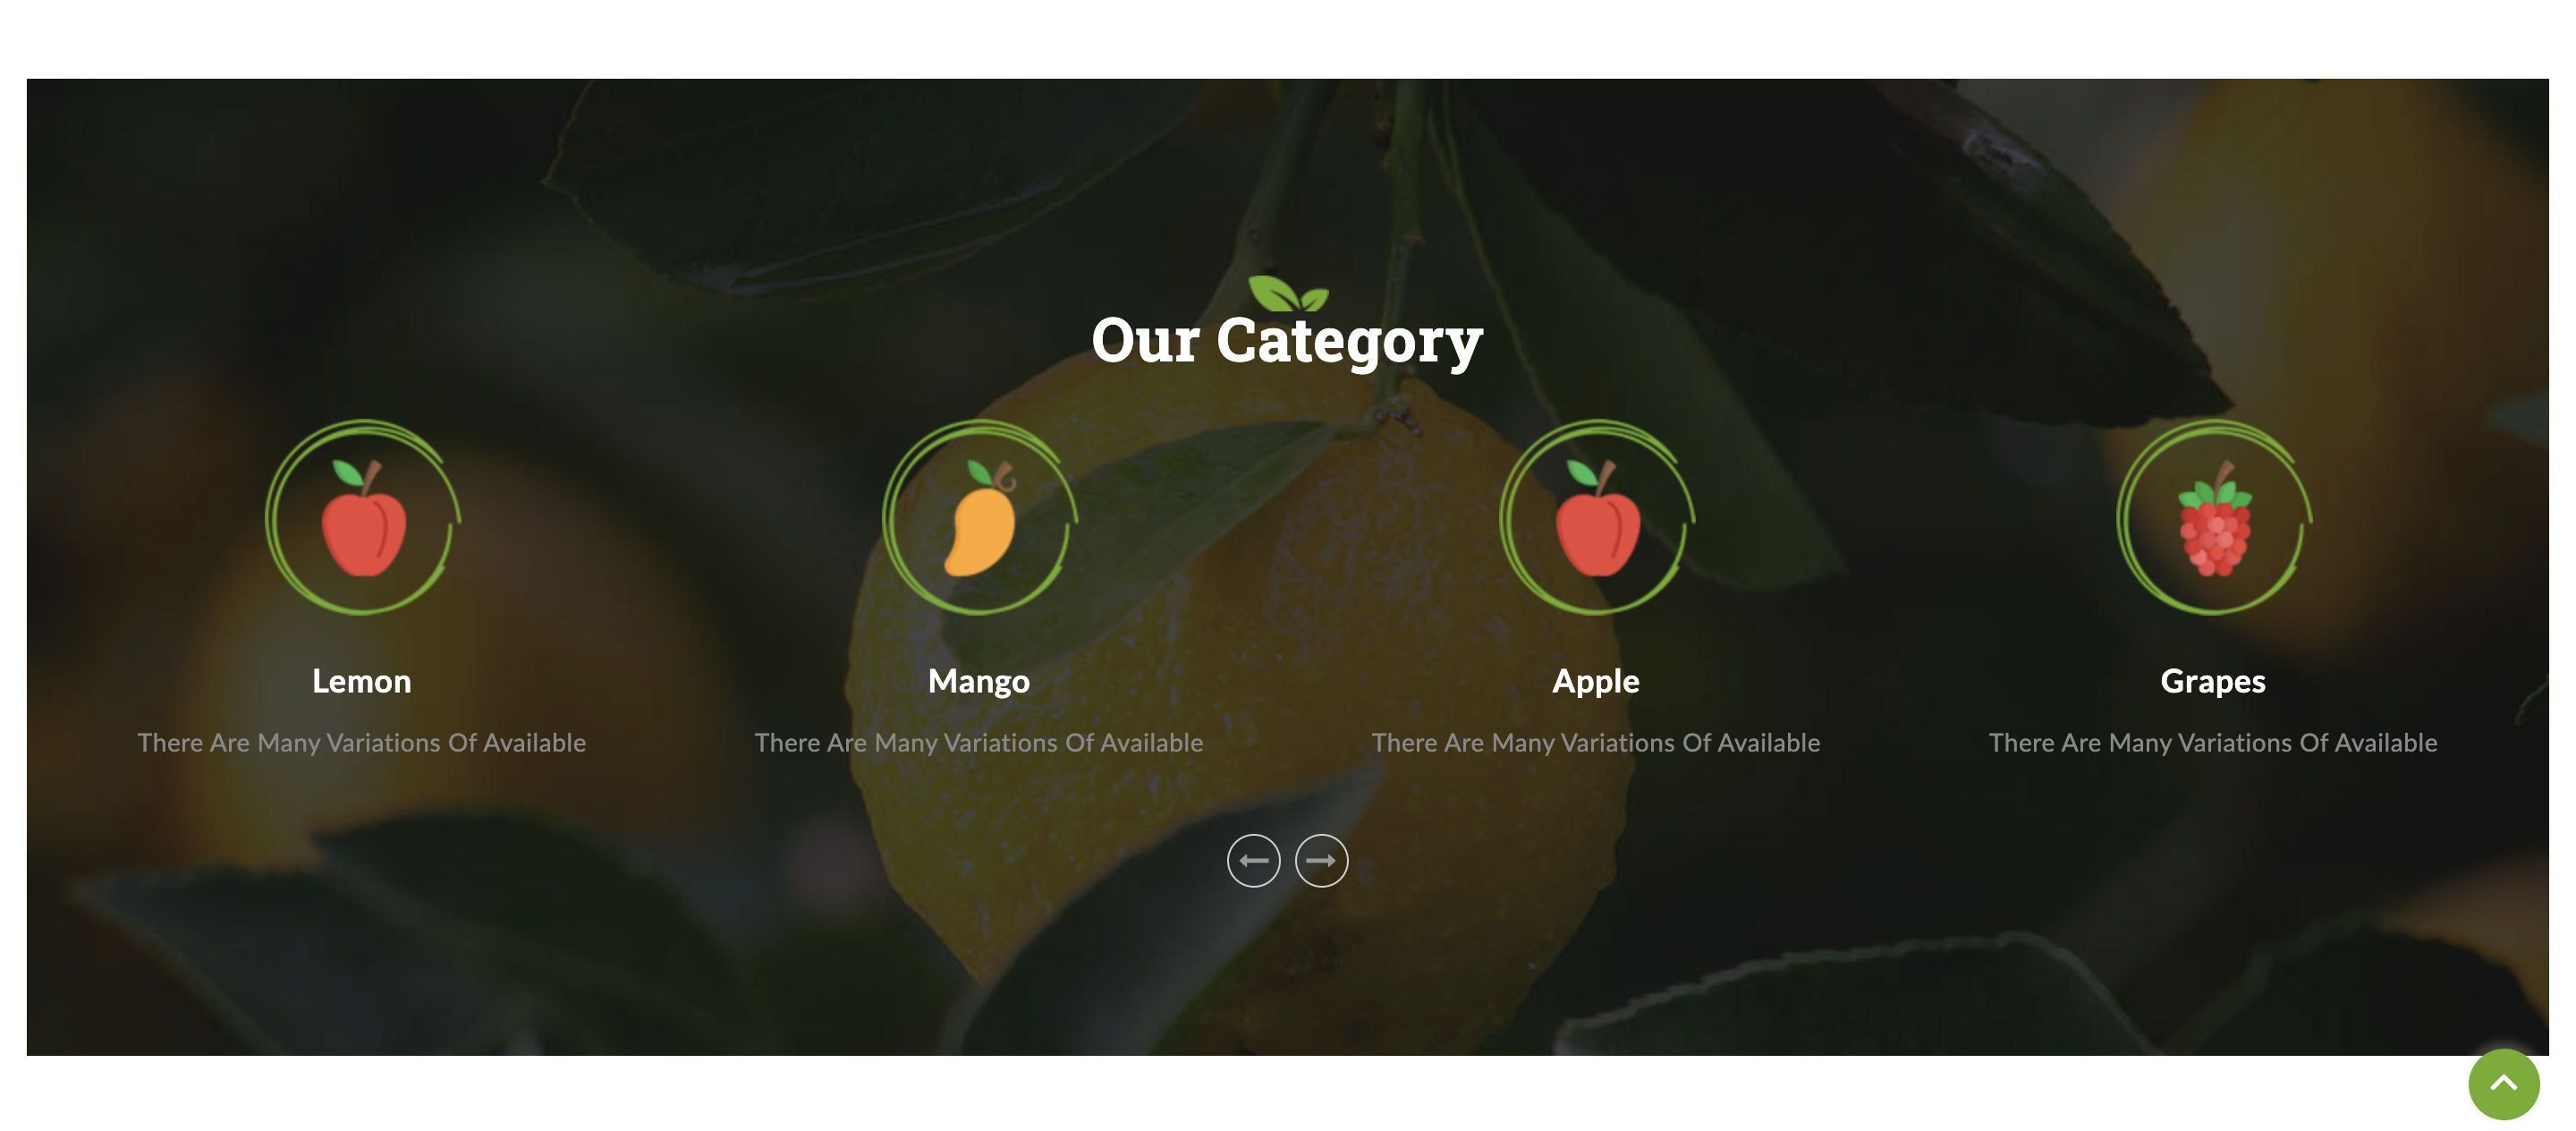 Our Category
Lemon
Mango
Apple
Grapes
There Are Many Variations Of Available
There Are Many Variations Of Available
There Are Many Variations Of Available
There Are Many Variations Of Available